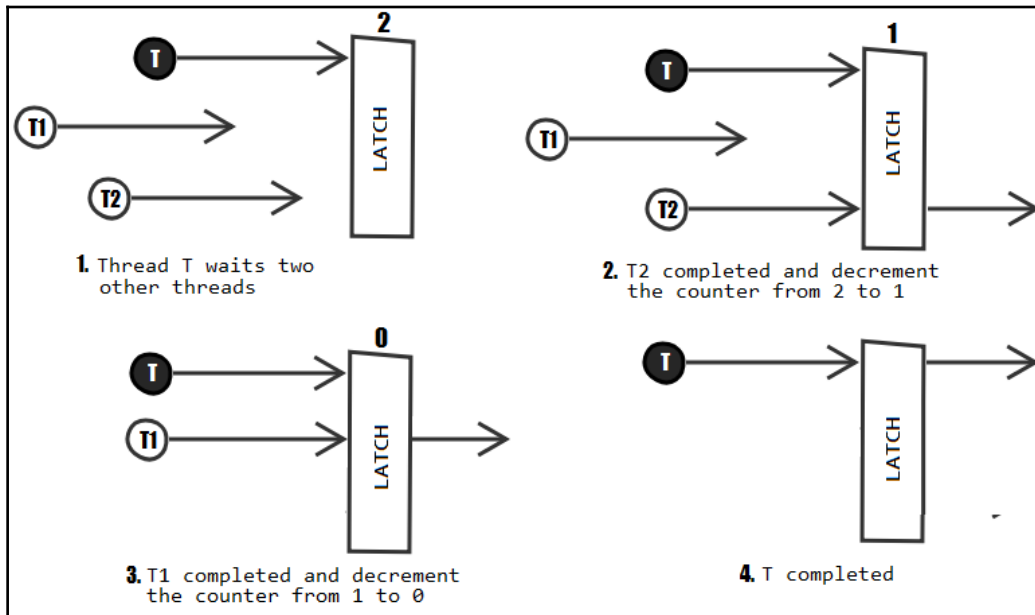 2
T
T1
T2
LATCH
1. Thread T waits two
other threads
1
T
T1
T2
LATCH
2. T2 completed and decrement
the counter from 2 to 1
0
T
T1
LATCH
3. T1 completed and decrement
the counter from 1 to 0
T
LATCH
4. T completed